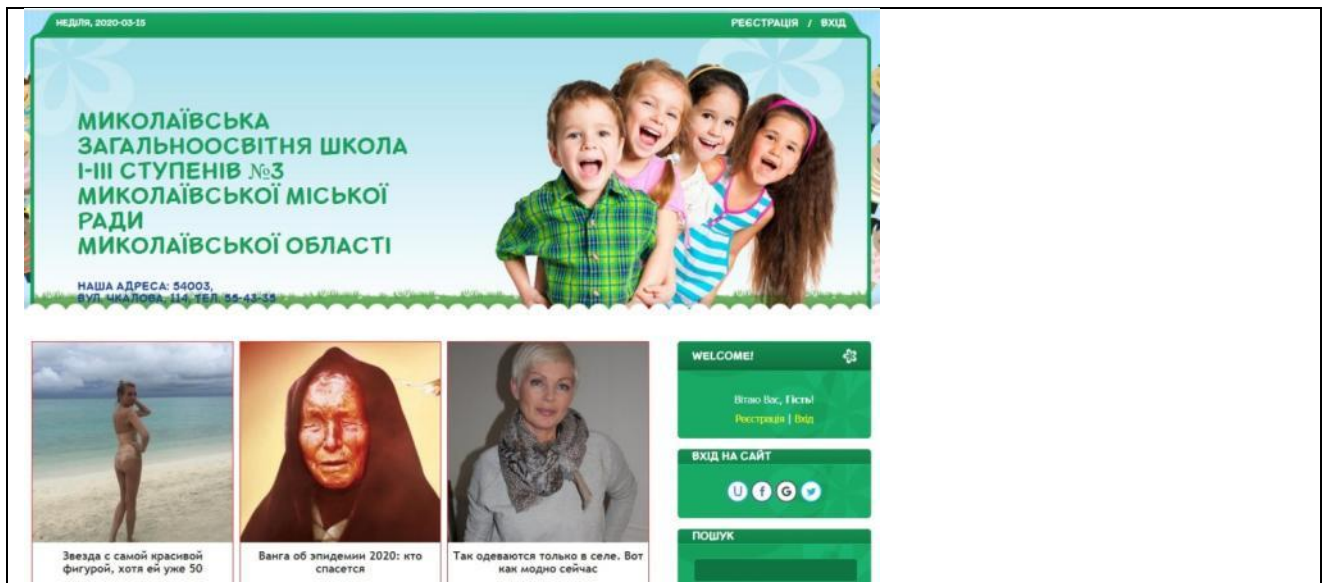 НЕДІЛЯ, 2020-03-15
РЕЄСТРАЦІЯ / ВХІД
МИКОЛАЇВСЬКА
ЗАГАЛЬНООСВІТНЯ ШКОЛА
І-ІІІ СТУПЕНІВ №3
МИКОЛАЇВСЬКОЇ МІСЬКОЇ
РАДИ
МИКОЛАЇВСЬКОЇ ОБЛАСТІ
НАША АДРЕСА: 54003,
ВУЛ. ЧКАЛОВА, 114, ТЕЛ. 55-43-35
Звезда с самой красивой
фигурой, хотя ей уже 50
Ванга об эпидемии 2020: кто
спасется
Так одеваются только в селе. Вот
как модно сейчас
WELCOME!
Вітаю Вас, Гість!
Реєстрація | Вхід
ВХІД НА САЙТ
U f G
ПОШУК